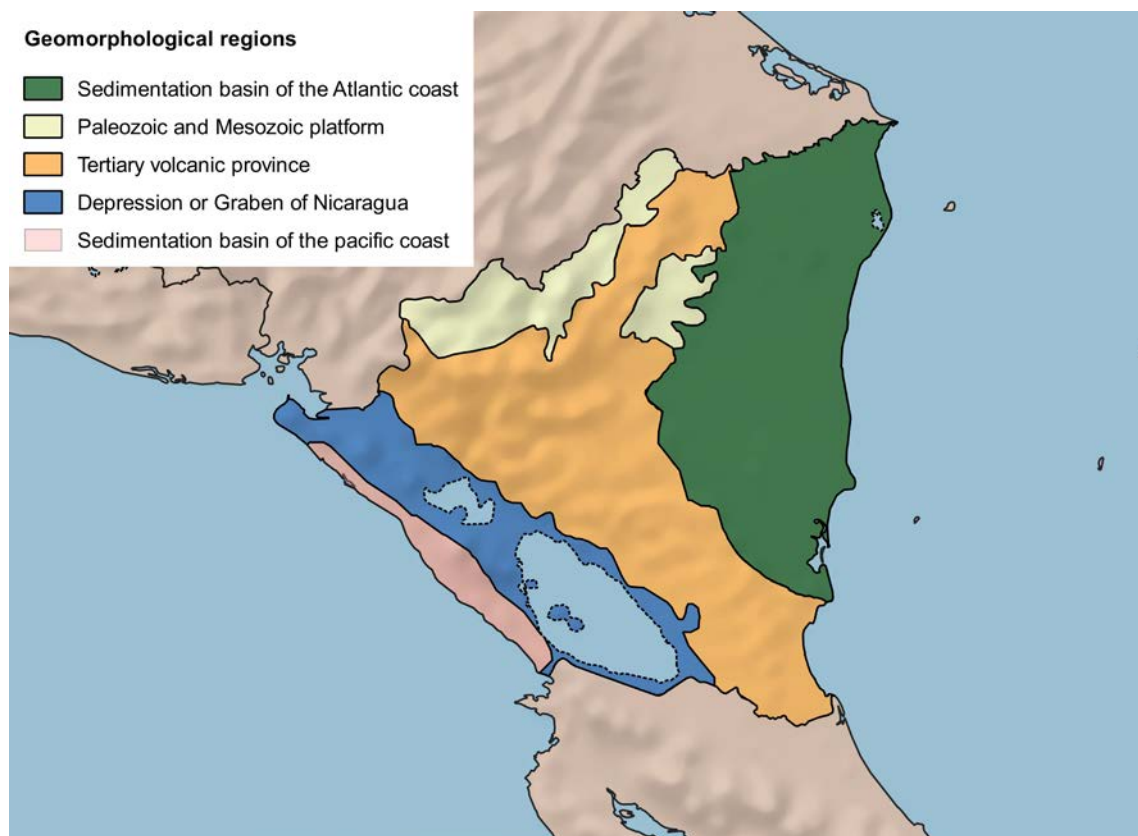 Geomorphological regions
Sedimentation basin of the Atlantic coast
Paleozoic and Mesozoic platform
Tertiary volcanic province
Depression or Graben of Nicaragua
Sedimentation basin of the pacific coast